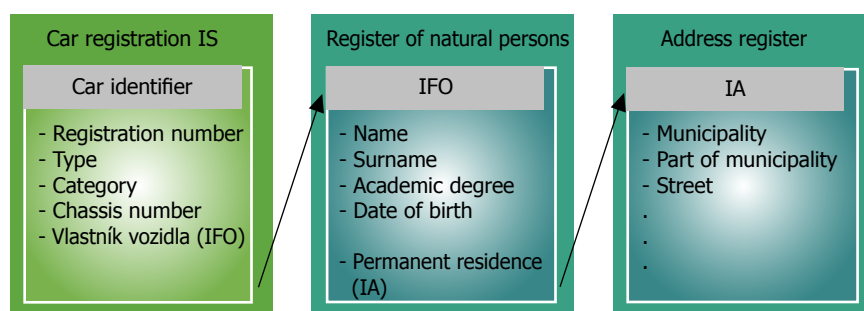 Car registration IS
Car identifier
- Registration number
- Type
- Category
- Chassis number
- Vlastník vozidla (IFO)
Register of natural persons
IFO
- Name
- Surname
- Academic degree
- Date of birth
- Permanent residence
(IA)
Address register
IA
- Municipality
- Part of municipality
- Street
.
.
.